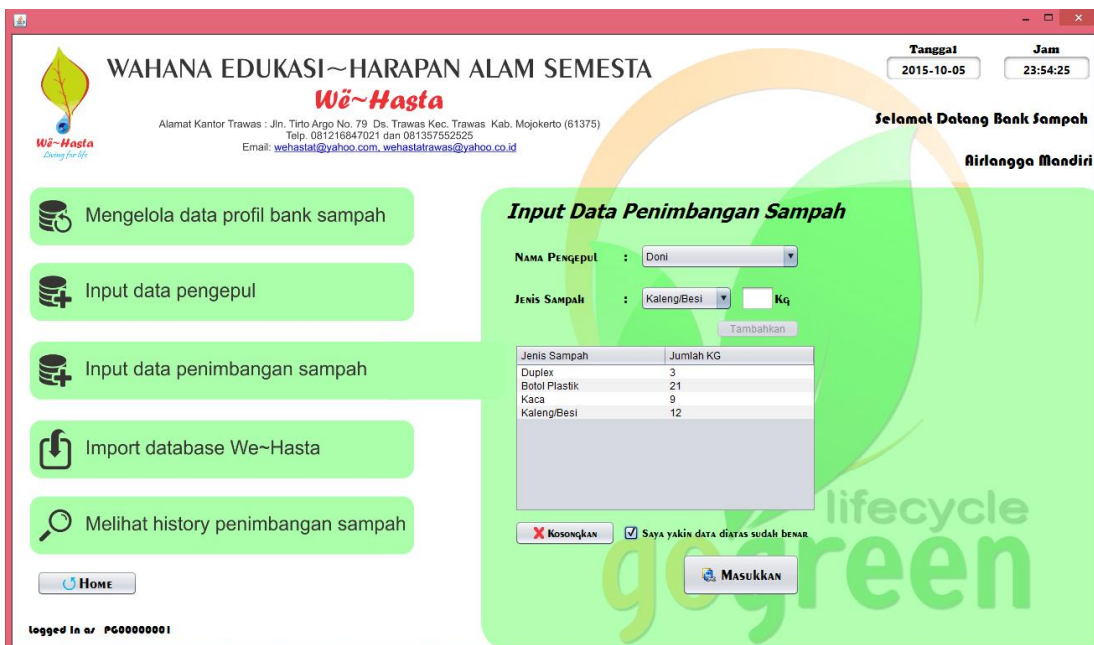 WAHANA EDUKASI~HARAPAN ALAM SEMESTA
Wë~Hasta
Alamat Kantor Trawas : Jln. Tirto Argo No. 79 Ds. Trawas Kec. Trawas Kab. Mojokerto (61375)
Telp. 081216847021 dan 081357552525
Email: wehastat@yahoo.com, wehastatrawas@yahoo.co.id
Wë~Hasta
Living for life
Tanggal Jam
2015-10-05 23:54:25
Selamat Datang Bank Sampah
Airlangga Mandiri
Mengelola data profil bank sampah
Input data pengepul
Input data penimbangan sampah
Import database We~Hasta
Melihat history penimbangan sampah
Home
Logged In as PG00000001
Input Data Penimbangan Sampah
Nama Pengepul : Doni
Jenis Sampah : Kaleng/Besi Kg
Tambahkan
Jenis Sampah Jumlah KG
Duplex 3
Botol Plastik 21
Kaca 9
Kaleng/Besi 12
Kosongkan Saya yakin data diatas sudah benar
Masukkan
lifecycle
gogreen